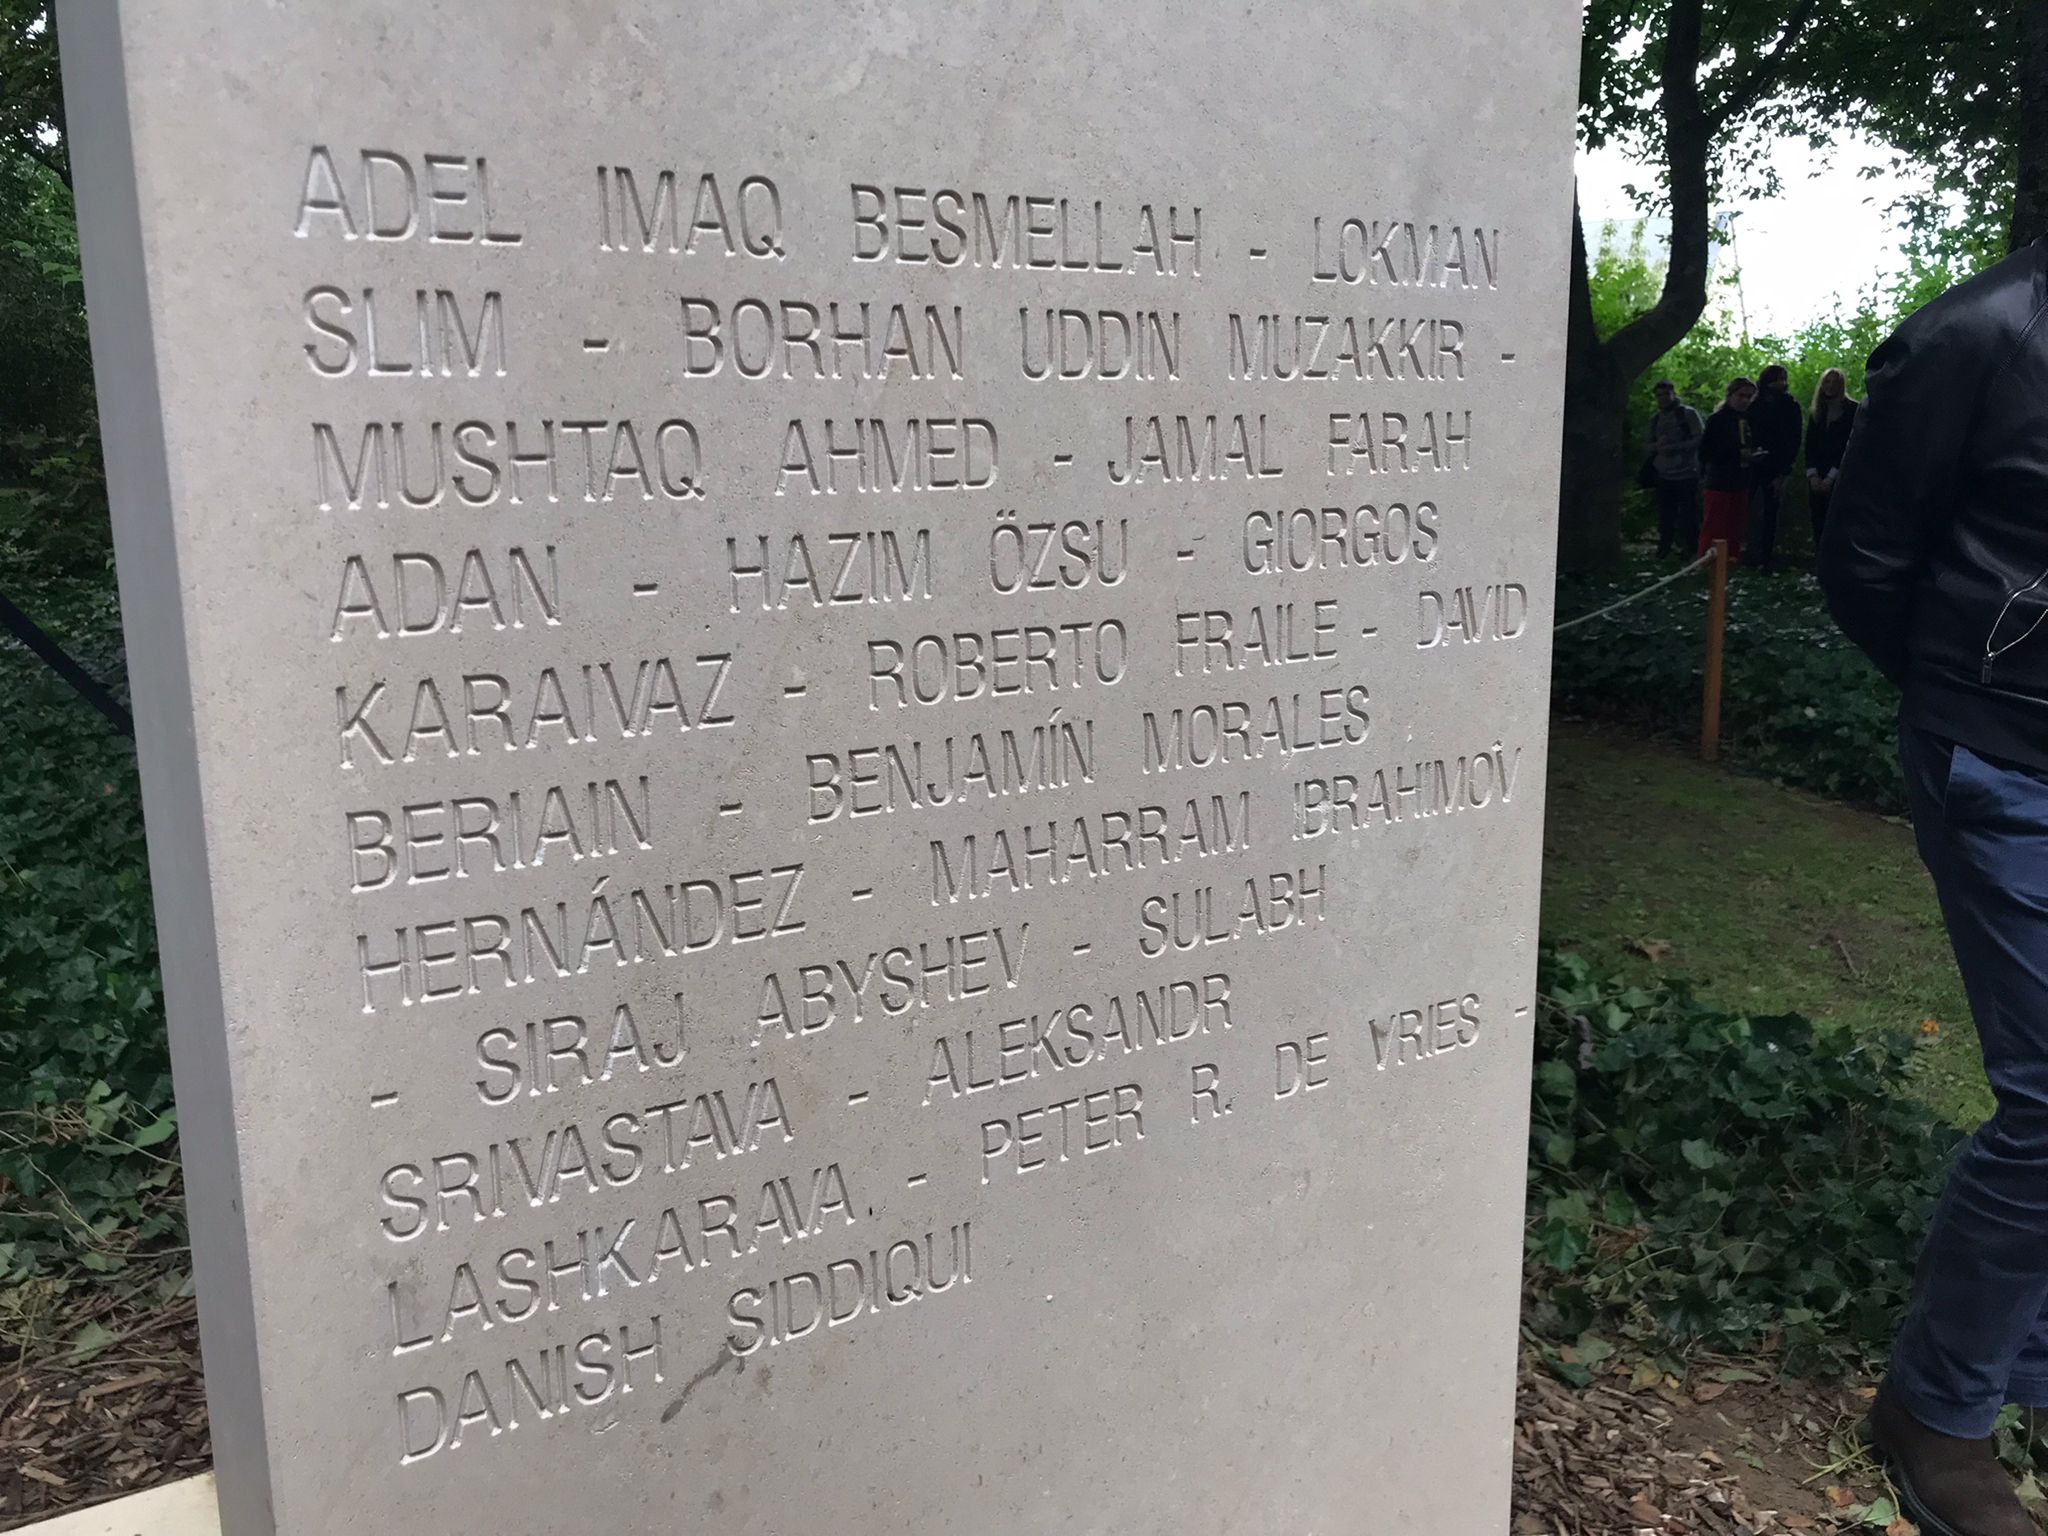 ADEL IMAQ BESMELLAH - LOKMAN
SLIM - BORHAN UDDIN MUZAKKIR -
MUSHTAQ AHMED - JAMAL FARAH
ADAN - HAZIM ÖZSU - GIORGOS
KARAIVAZ - ROBERTO FRAILE - DAVID
BERIAIN - BENJAMÍN MORALES
HERNÁNDEZ - MAHARRAM IBRAHIMOV
- SIRAJ ABYSHEV - SULABH
SRIVASTAVA - ALEKSANDR
LASHKARAVA - PETER R. DE VRIES -
DANISH SIDDIQUI